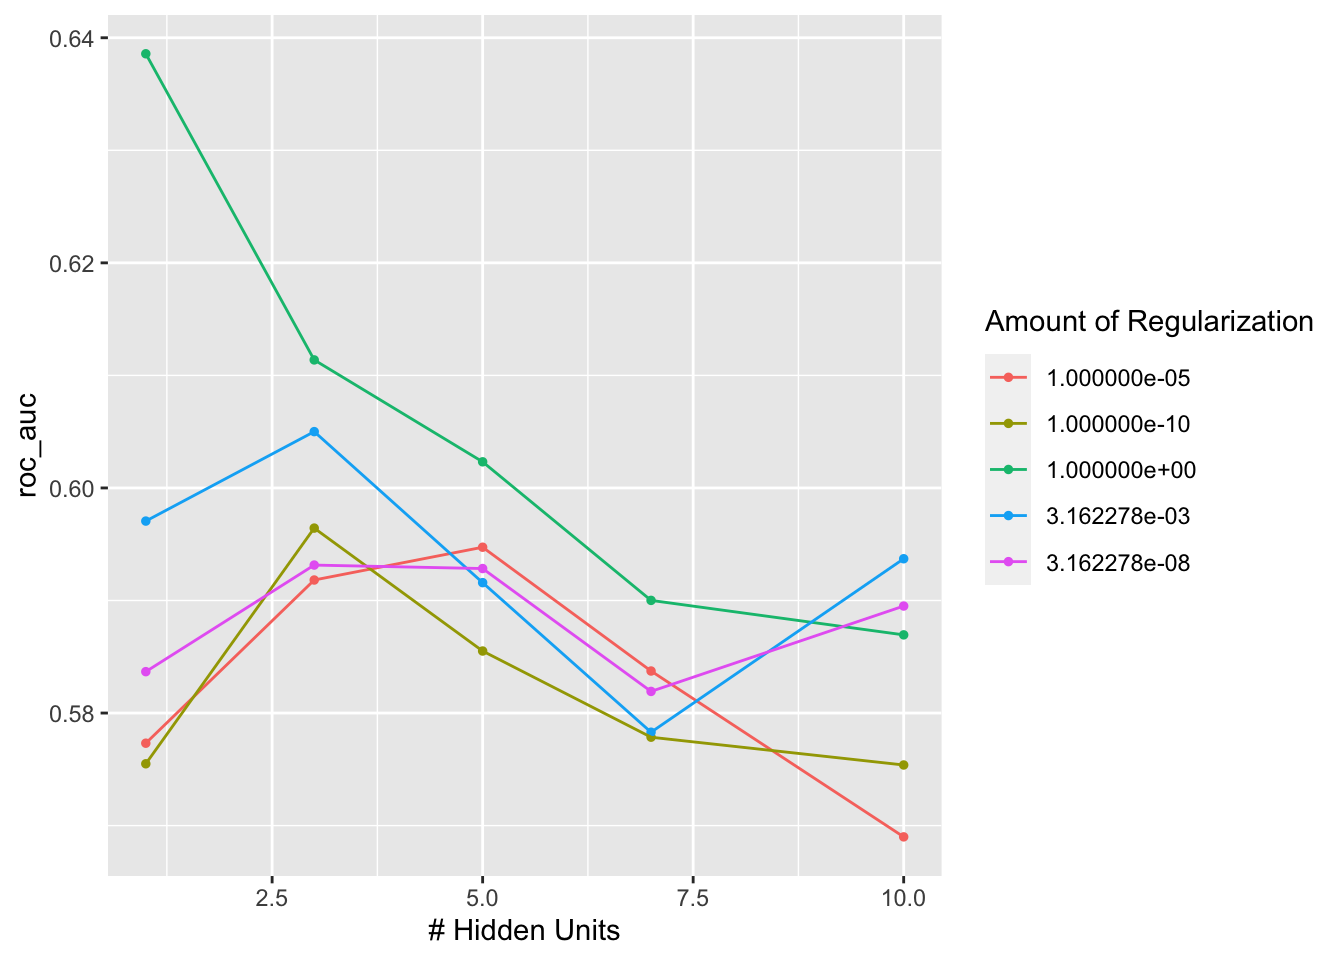 0.64
0.62
0.60
0.58
roc_auc
2.5 5.0 7.5 10.0
# Hidden Units
Amount of Regularization
1.000000e-05
1.000000e-10
1.000000e+00
3.162278e-03
3.162278e-08